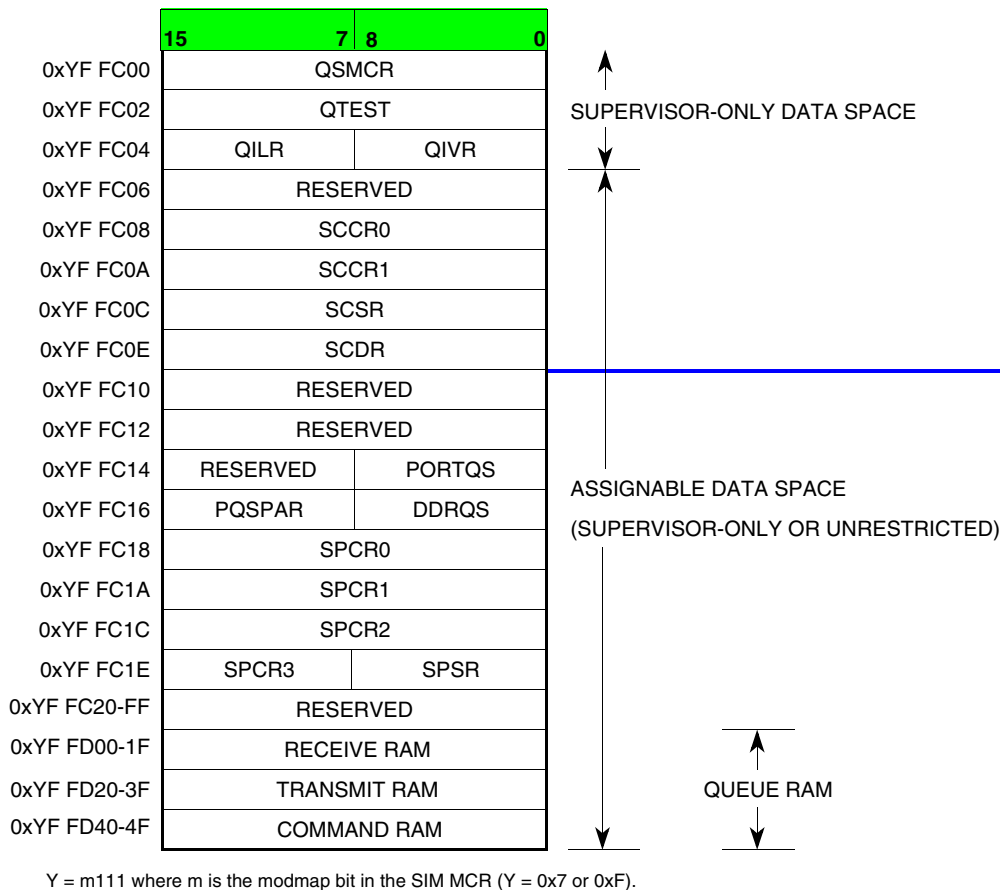 15 7 8 0
0xYF FC00 QSMCR
0xYF FC02 QTEST SUPERVISOR-ONLY DATA SPACE
0xYF FC04 QILR QIVR
0xYF FC06 RESERVED
0xYF FC08 SCCR0
0xYF FC0A SCCR1
0xYF FC0C SCSR
0xYF FC0E SCDR
0xYF FC10 RESERVED
0xYF FC12 RESERVED
0xYF FC14 RESERVED PORTQS
ASSIGNABLE DATA SPACE
0xYF FC16 PQSPAR DDRQS
(SUPERVISOR-ONLY OR UNRESTRICTED)
0xYF FC18 SPCR0
0xYF FC1A SPCR1
0xYF FC1C SPCR2
0xYF FC1E SPCR3 SPSR
0xYF FC20-FF RESERVED
0xYF FD00-1F RECEIVE RAM
0xYF FD20-3F TRANSMIT RAM QUEUE RAM
0xYF FD40-4F COMMAND RAM
Y = m111 where m is the modmap bit in the SIM MCR (Y = 0x7 or 0xF).